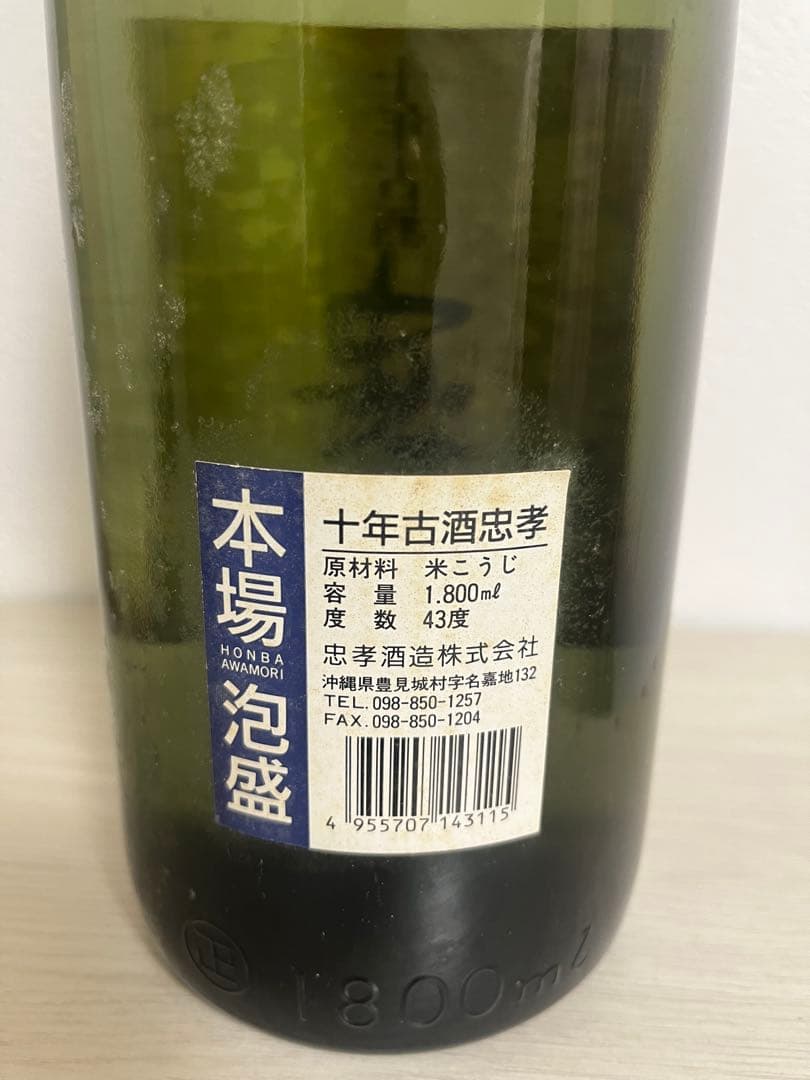 本場
HONBA
AWAMORI
泡盛
十年古酒忠孝
原材料 米こうじ
容量 1.800mℓ
度数 43度
忠孝酒造株式会社
沖縄県豊見城村字名嘉地132
TEL.098-850-1257
FAX.098-850-1204
4 955707 143115
正 1800ml